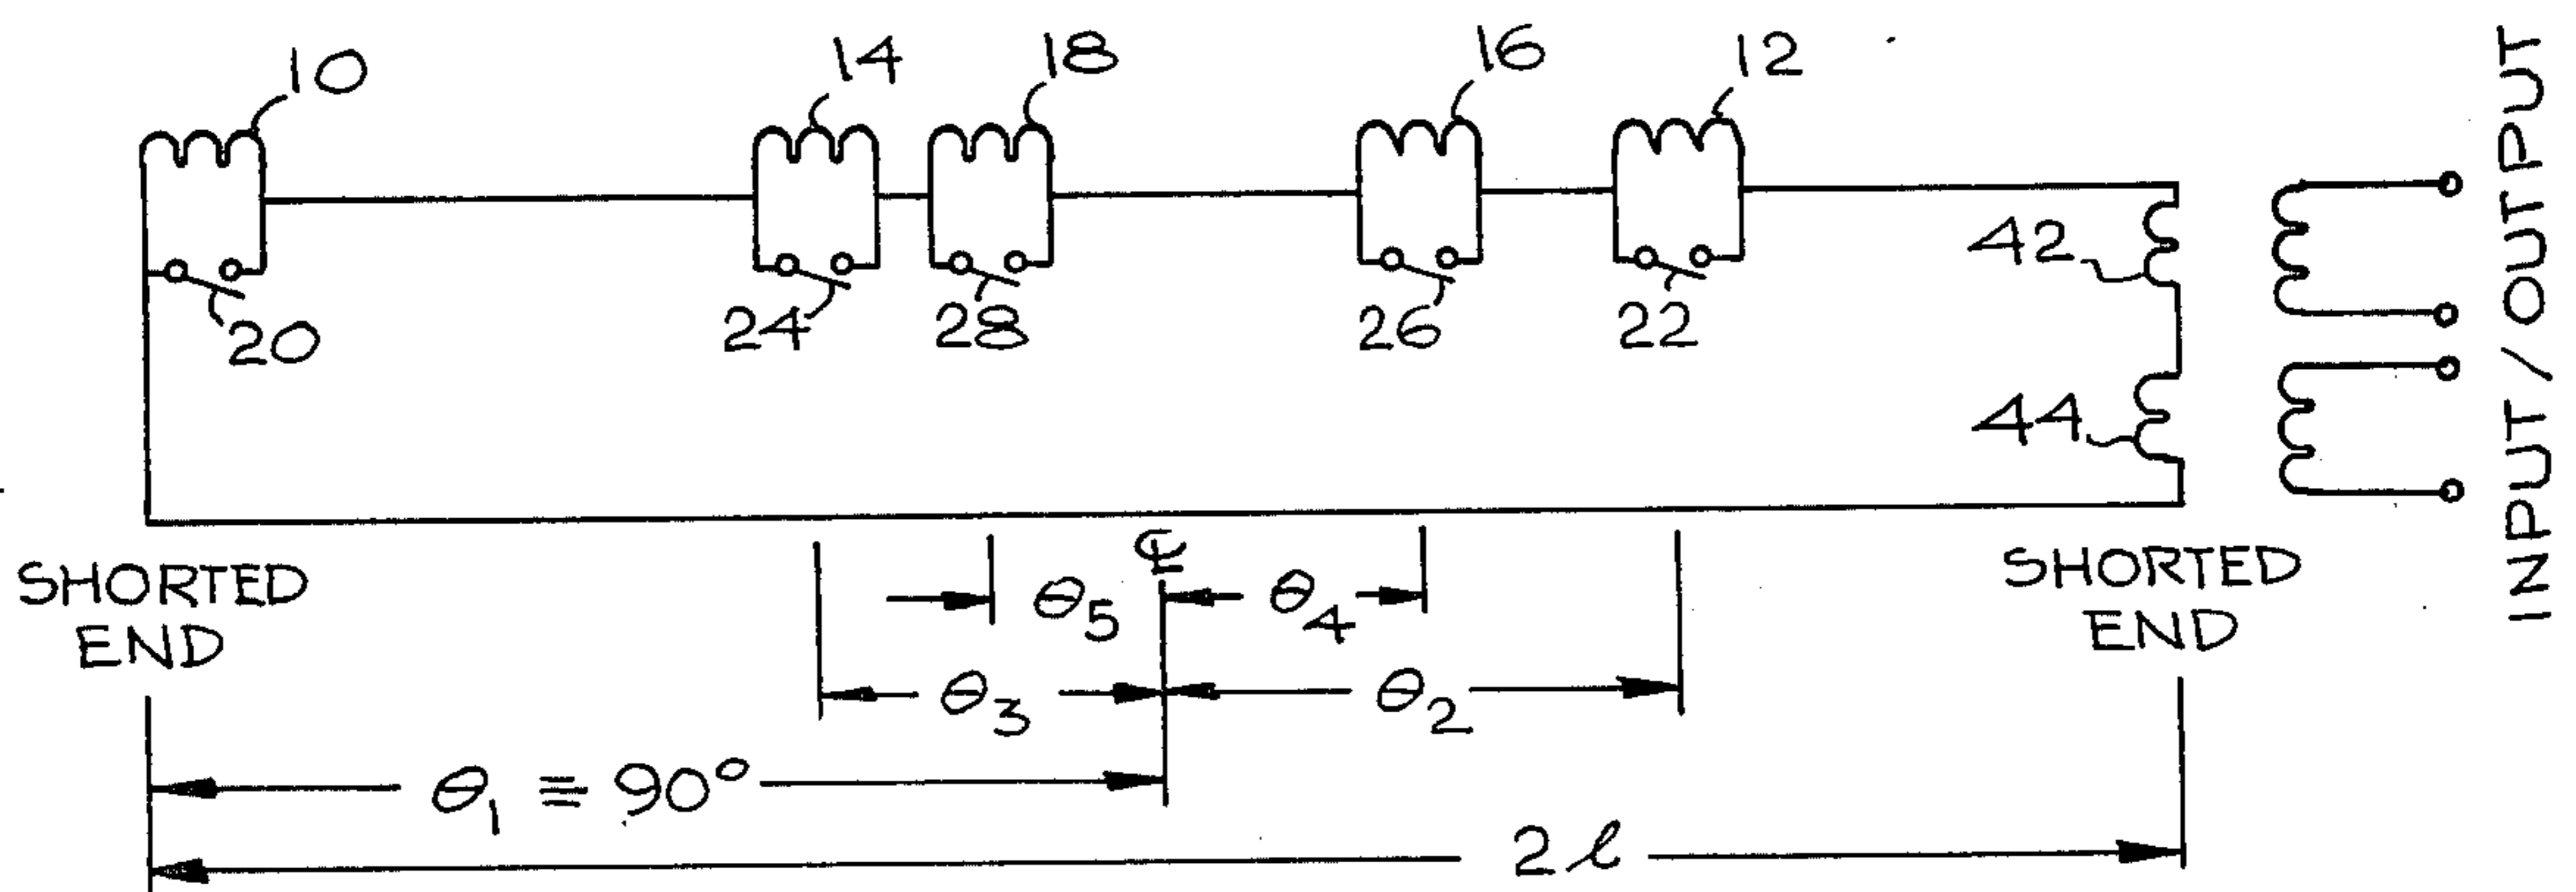 10
14
18
16
12
42
44
20
24
28
26
22
INPUT / OUTPUT
SHORTED
END
℄
θ5
θ4
SHORTED
END
θ3
θ2
θ1 ≡ 90°
2ℓ